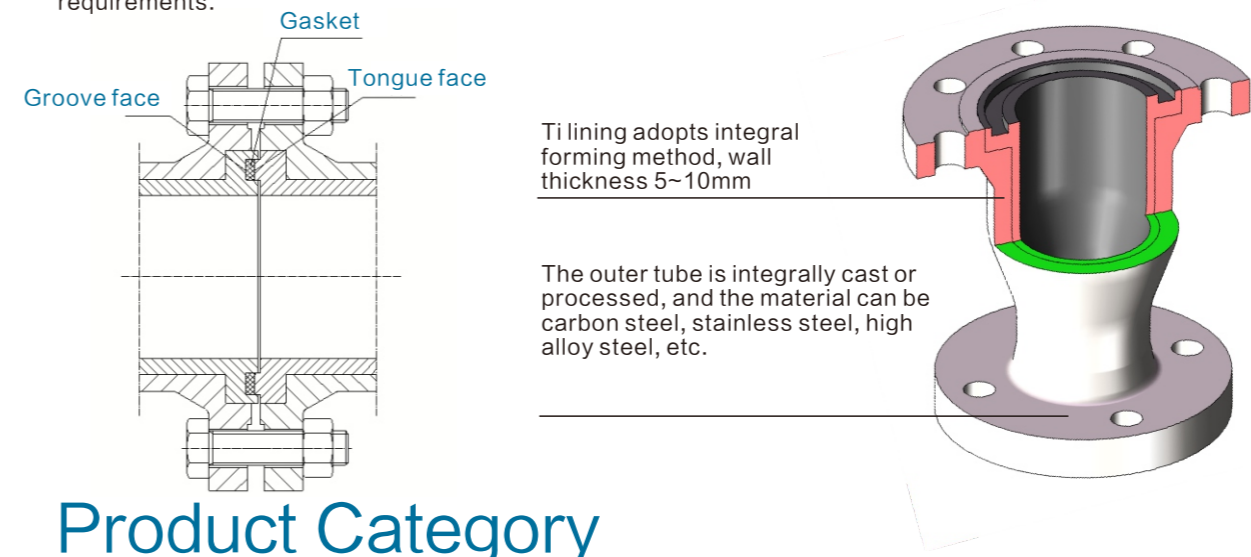 requirements.
Gasket
Tongue face
Groove face
Ti lining adopts integral
forming method, wall
thickness 5~10mm
The outer tube is integrally cast or
processed, and the material can be
carbon steel, stainless steel, high
alloy steel, etc.
Product Category